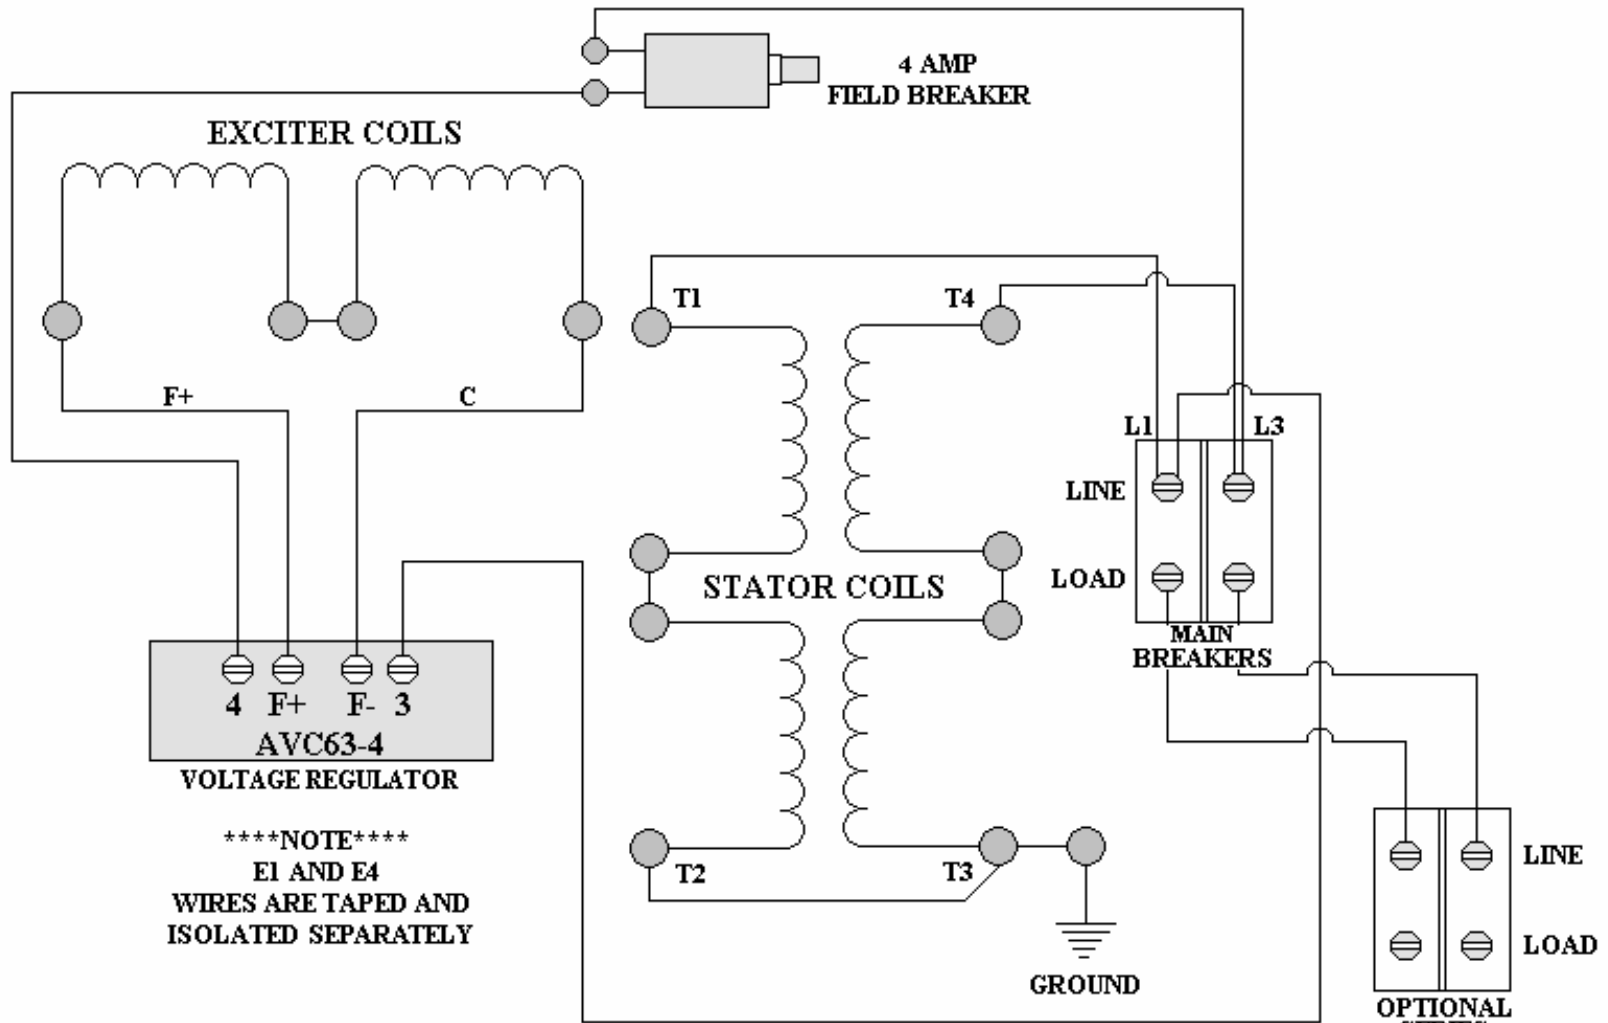 4 AMP
FIELD BREAKER
EXCITER COILS
T1
T4
F+
C
L1
L3
LINE
LOAD
STATOR COILS
MAIN
BREAKERS
4 F+ F- 3
AVC63-4
VOLTAGE REGULATOR
****NOTE****
E1 AND E4
WIRES ARE TAPED AND
ISOLATED SEPARATELY
T2
T3
GROUND
LINE
LOAD
OPTIONAL